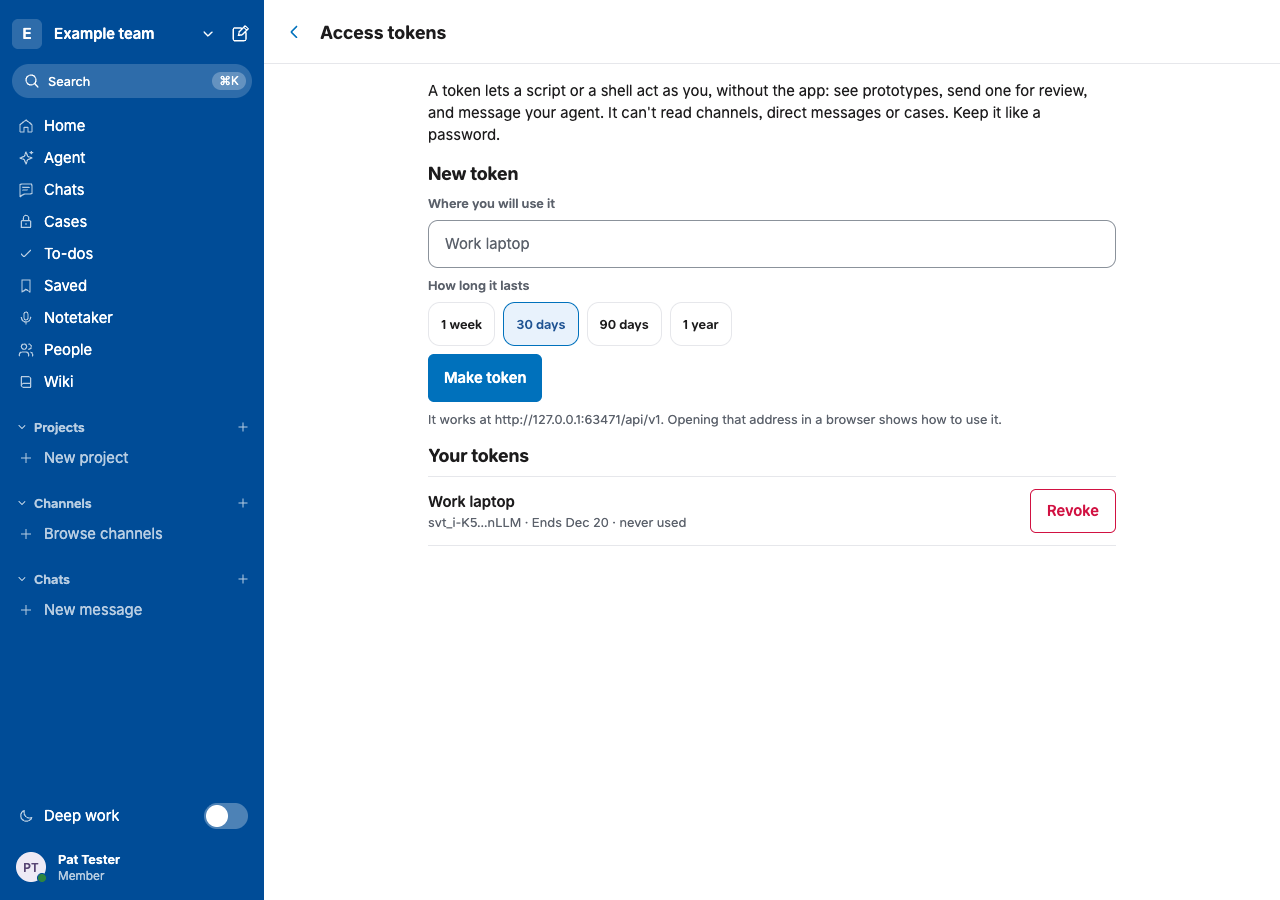 E
Example team
Search
⌘K
Home
Agent
Chats
Cases
To-dos
Saved
Notetaker
People
Wiki
Projects
New project
Channels
Browse channels
Chats
New message
Deep work
PT
Pat Tester
Member
Access tokens
A token lets a script or a shell act as you, without the app: see prototypes, send one for review,
and message your agent. It can't read channels, direct messages or cases. Keep it like a
password.
New token
Where you will use it
Work laptop
How long it lasts
1 week
30 days
90 days
1 year
Make token
It works at http://127.0.0.1:63471/api/v1. Opening that address in a browser shows how to use it.
Your tokens
Work laptop
svt_i-K5…nLLM · Ends Dec 20 · never used
Revoke